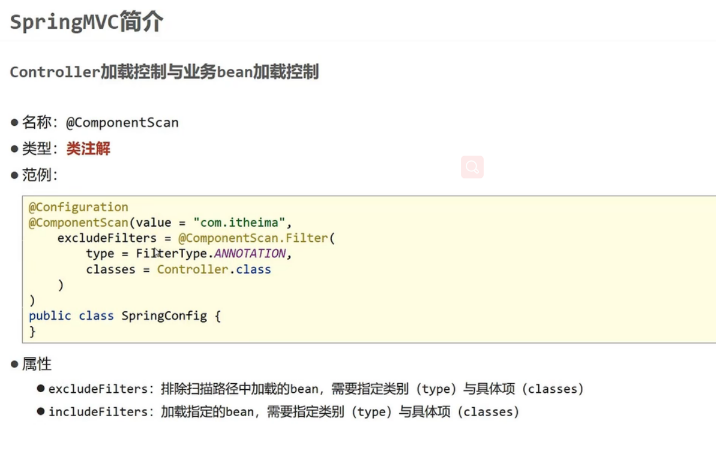 SpringMVC简介
Controller加载控制与业务bean加载控制
● 名称：@ComponentScan
● 类型：类注解
● 范例：
@Configuration
@ComponentScan(value = "com.itheima",
    excludeFilters = @ComponentScan.Filter(
        type = FilterType.ANNOTATION,
        classes = Controller.class
    )
)
public class SpringConfig {
}
● 属性
● excludeFilters：排除扫描路径中加载的bean，需要指定类别（type）与具体项（classes）
● includeFilters：加载指定的bean，需要指定类别（type）与具体项（classes）